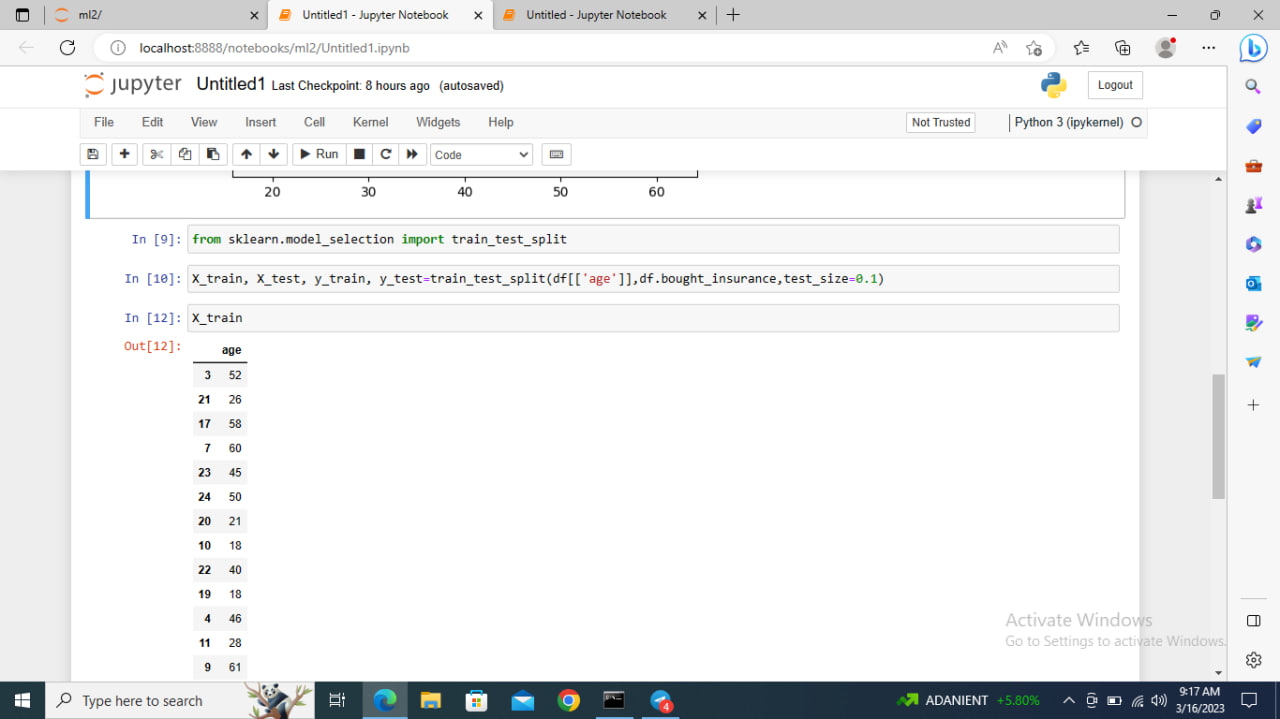 ml2/
Untitled1 - Jupyter Notebook
Untitled - Jupyter Notebook
localhost:8888/notebooks/ml2/Untitled1.ipynb
jupyter Untitled1 Last Checkpoint: 8 hours ago (autosaved)
Logout
File Edit View Insert Cell Kernel Widgets Help
Not Trusted
Python 3 (ipykernel)
Run
Code
20 30 40 50 60
In [9]: from sklearn.model_selection import train_test_split
In [10]: X_train, X_test, y_train, y_test=train_test_split(df[['age']],df.bought_insurance,test_size=0.1)
In [12]: X_train
Out[12]:
age
3 52
21 26
17 58
7 60
23 45
24 50
20 21
10 18
22 40
19 18
4 46
11 28
9 61
Activate Windows
Go to Settings to activate Windows.
Type here to search
4
ADANIENT +5.80%
9:17 AM
3/16/2023